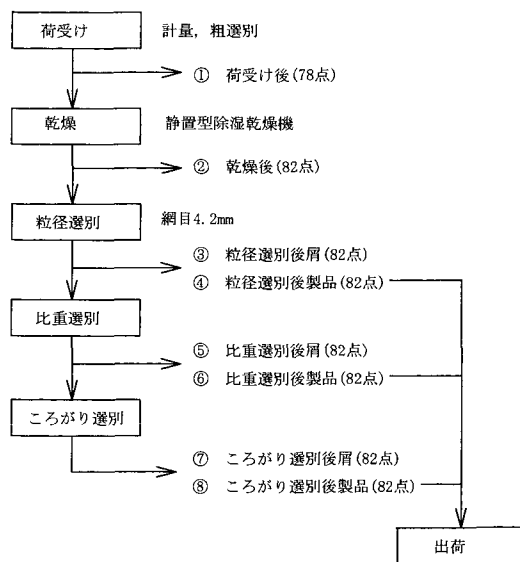 荷受け 計量,粗選別
① 荷受け後(78点)
乾燥 静置型除湿乾燥機
② 乾燥後(82点)
粒径選別 網目4.2mm
③ 粒径選別後屑(82点)
④ 粒径選別後製品(82点)
比重選別
⑤ 比重選別後屑(82点)
⑥ 比重選別後製品(82点)
ころがり選別
⑦ ころがり選別後屑(82点)
⑧ ころがり選別後製品(82点)
出荷